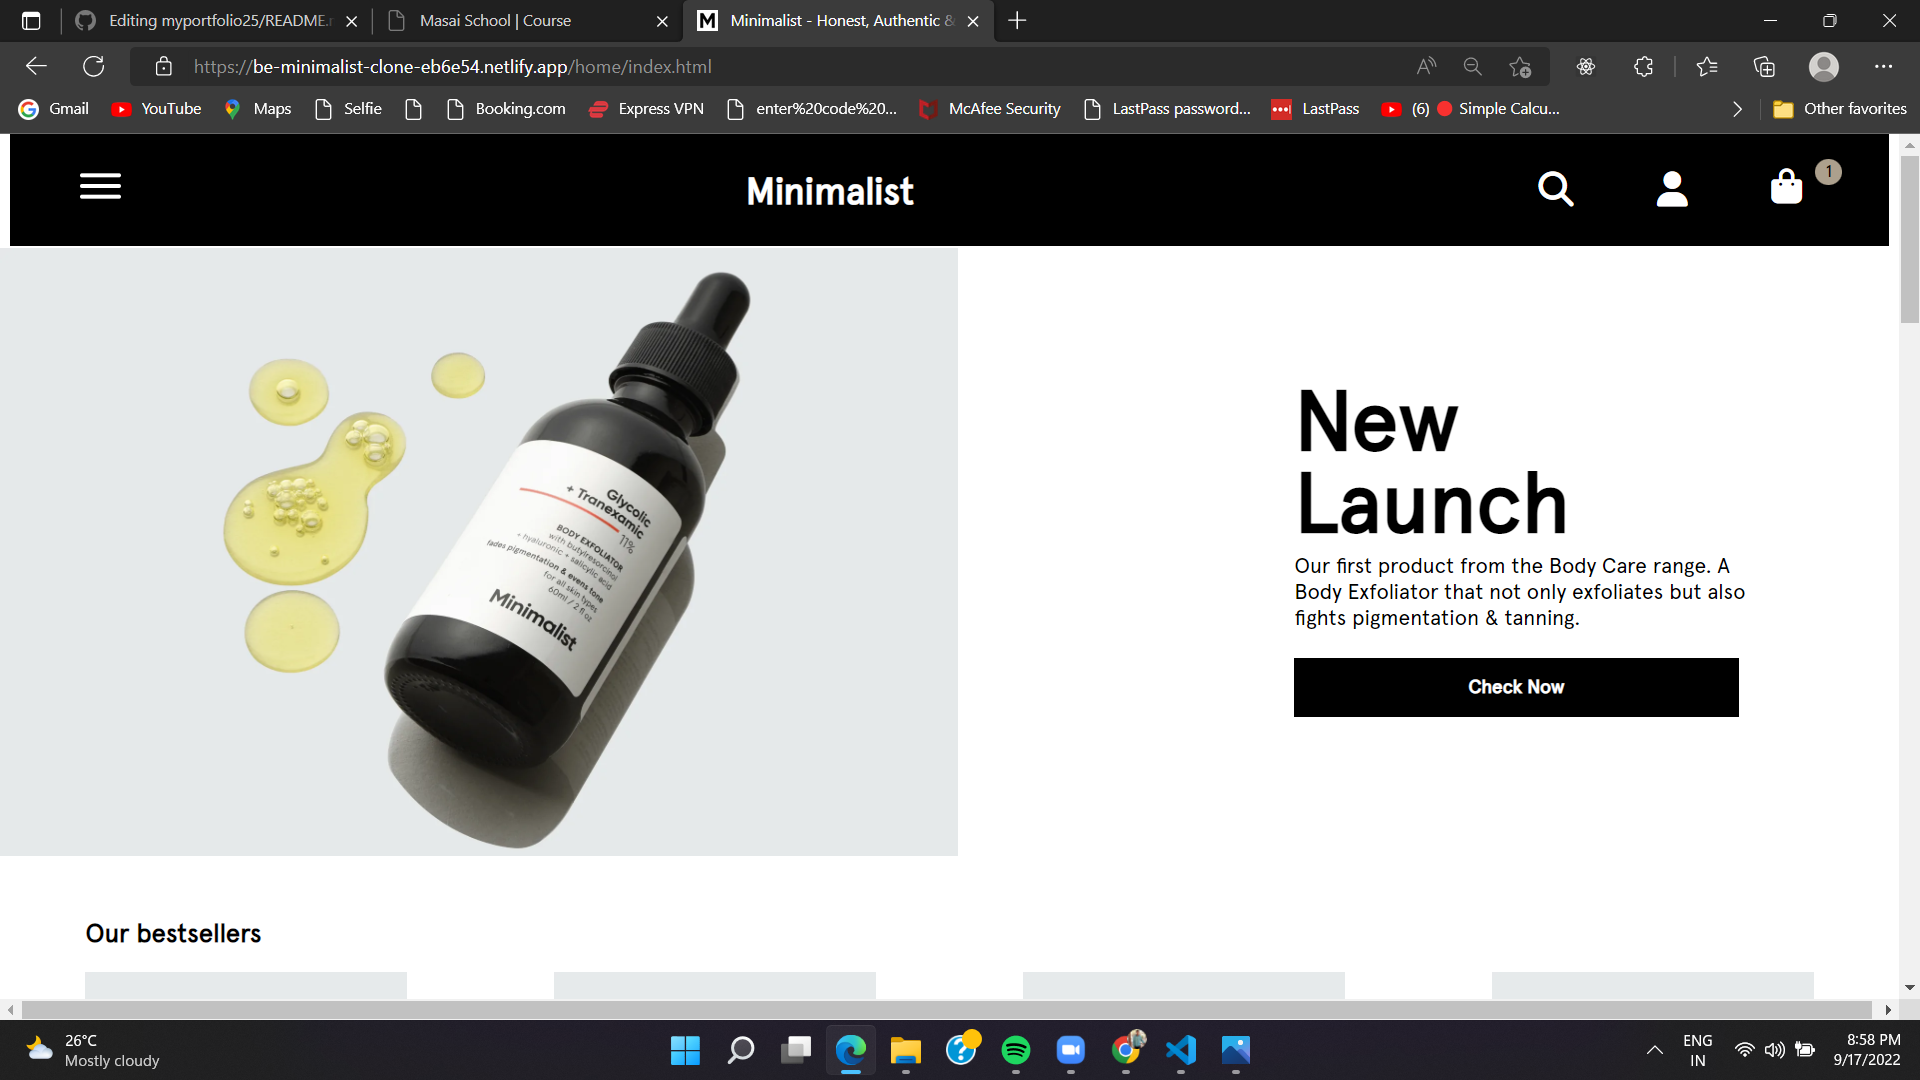 Editing myportfolio25/README.r
Masai School | Course
Minimalist - Honest, Authentic &
https://be-minimalist-clone-eb6e54.netlify.app/home/index.html
Gmail
YouTube
Maps
Selfie
Booking.com
Express VPN
enter%20code%20...
McAfee Security
LastPass password...
LastPass
(6) Simple Calcu...
Other favorites
Minimalist
1
Glycolic
+ Tranexamic
11%
BODY EXFOLIATOR
with butylresorcinol
+ hyaluronic + salicylic acid
fades pigmentation & evens tone
for all skin types
60ml / 2 fl oz
Minimalist
New
Launch
Our first product from the Body Care range. A
Body Exfoliator that not only exfoliates but also
fights pigmentation & tanning.
Check Now
Our bestsellers
26°C
Mostly cloudy
ENG
IN
8:58 PM
9/17/2022